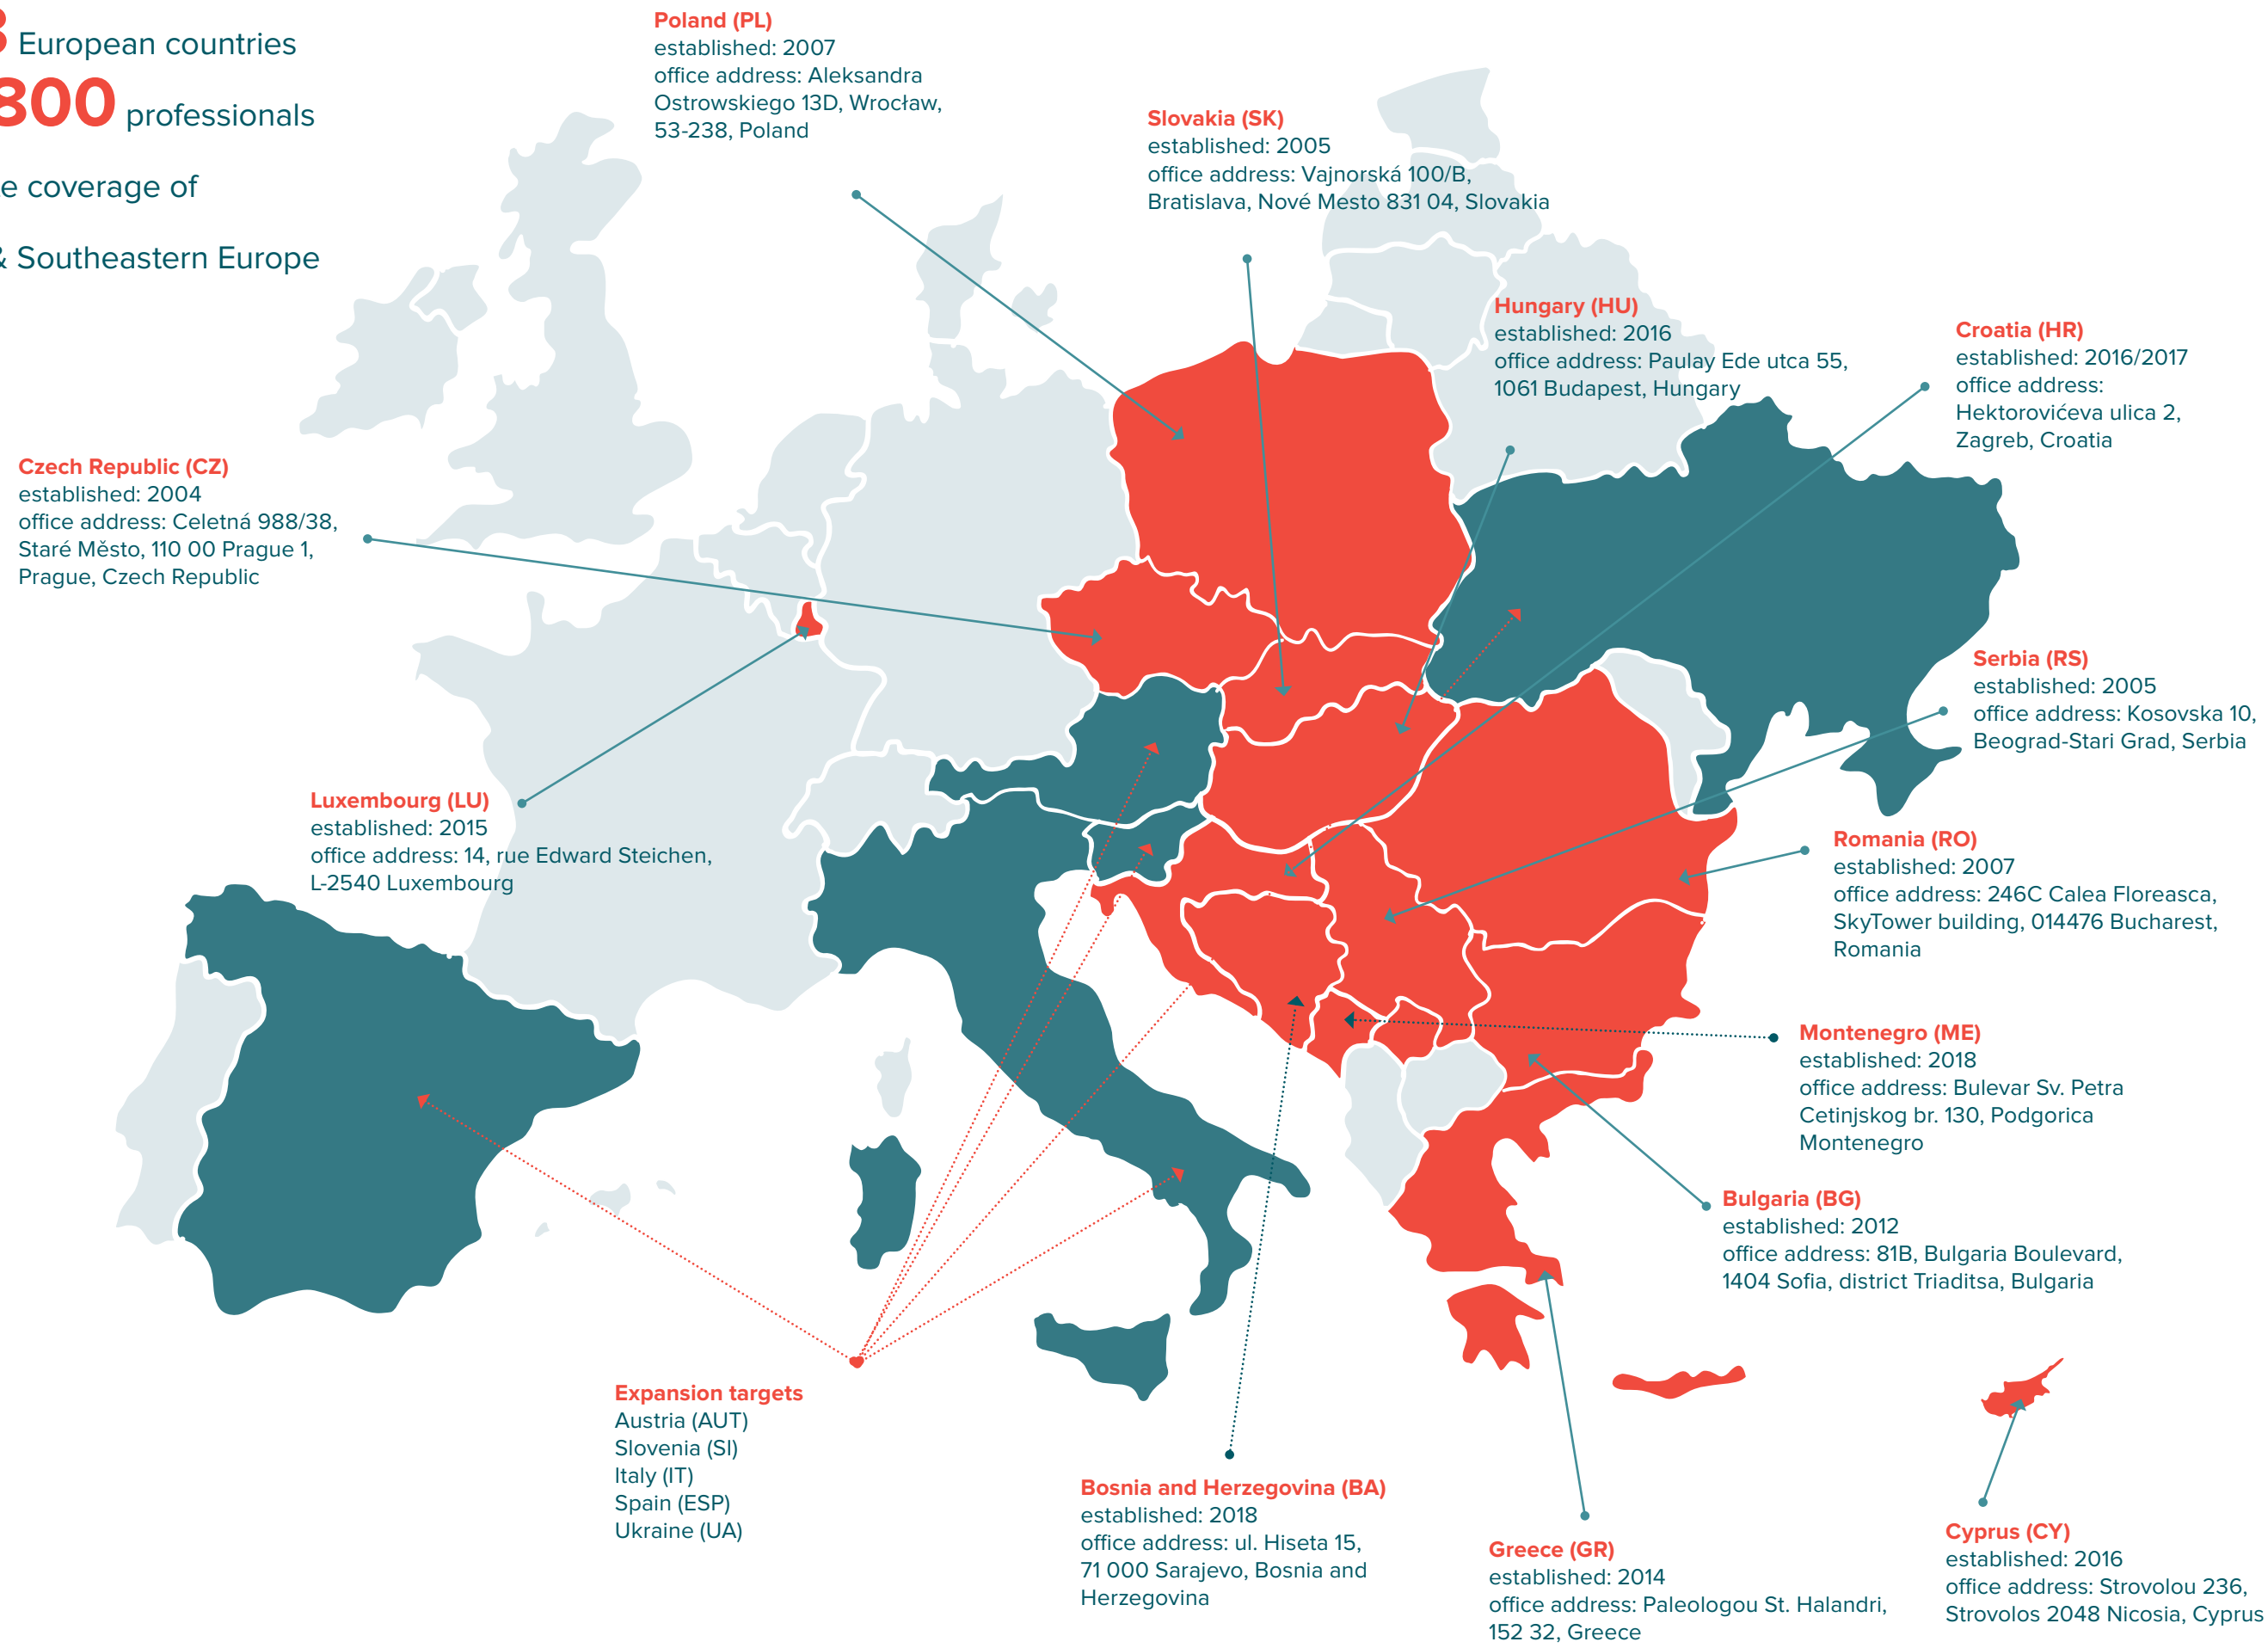 European countries
800 professionals
coverage of
& Southeastern Europe
Poland (PL)
established: 2007
office address: Aleksandra
Ostrowskiego 13D, Wrocław,
53-238, Poland
Slovakia (SK)
established: 2005
office address: Vajnorská 100/B,
Bratislava, Nové Mesto 831 04, Slovakia
Hungary (HU)
established: 2016
office address: Paulay Ede utca 55,
1061 Budapest, Hungary
Croatia (HR)
established: 2016/2017
office address:
Hektorovićeva ulica 2,
Zagreb, Croatia
Czech Republic (CZ)
established: 2004
office address: Celetná 988/38,
Staré Město, 110 00 Prague 1,
Prague, Czech Republic
Serbia (RS)
established: 2005
office address: Kosovska 10,
Beograd-Stari Grad, Serbia
Luxembourg (LU)
established: 2015
office address: 14, rue Edward Steichen,
L-2540 Luxembourg
Romania (RO)
established: 2007
office address: 246C Calea Floreasca,
SkyTower building, 014476 Bucharest,
Romania
Montenegro (ME)
established: 2018
office address: Bulevar Sv. Petra
Cetinjskog br. 130, Podgorica
Montenegro
Bulgaria (BG)
established: 2012
office address: 81B, Bulgaria Boulevard,
1404 Sofia, district Triaditsa, Bulgaria
Expansion targets
Austria (AUT)
Slovenia (SI)
Italy (IT)
Spain (ESP)
Ukraine (UA)
Bosnia and Herzegovina (BA)
established: 2018
office address: ul. Hiseta 15,
71 000 Sarajevo, Bosnia and
Herzegovina
Greece (GR)
established: 2014
office address: Paleologou St. Halandri,
152 32, Greece
Cyprus (CY)
established: 2016
office address: Strovolou 236,
Strovolos 2048 Nicosia, Cyprus